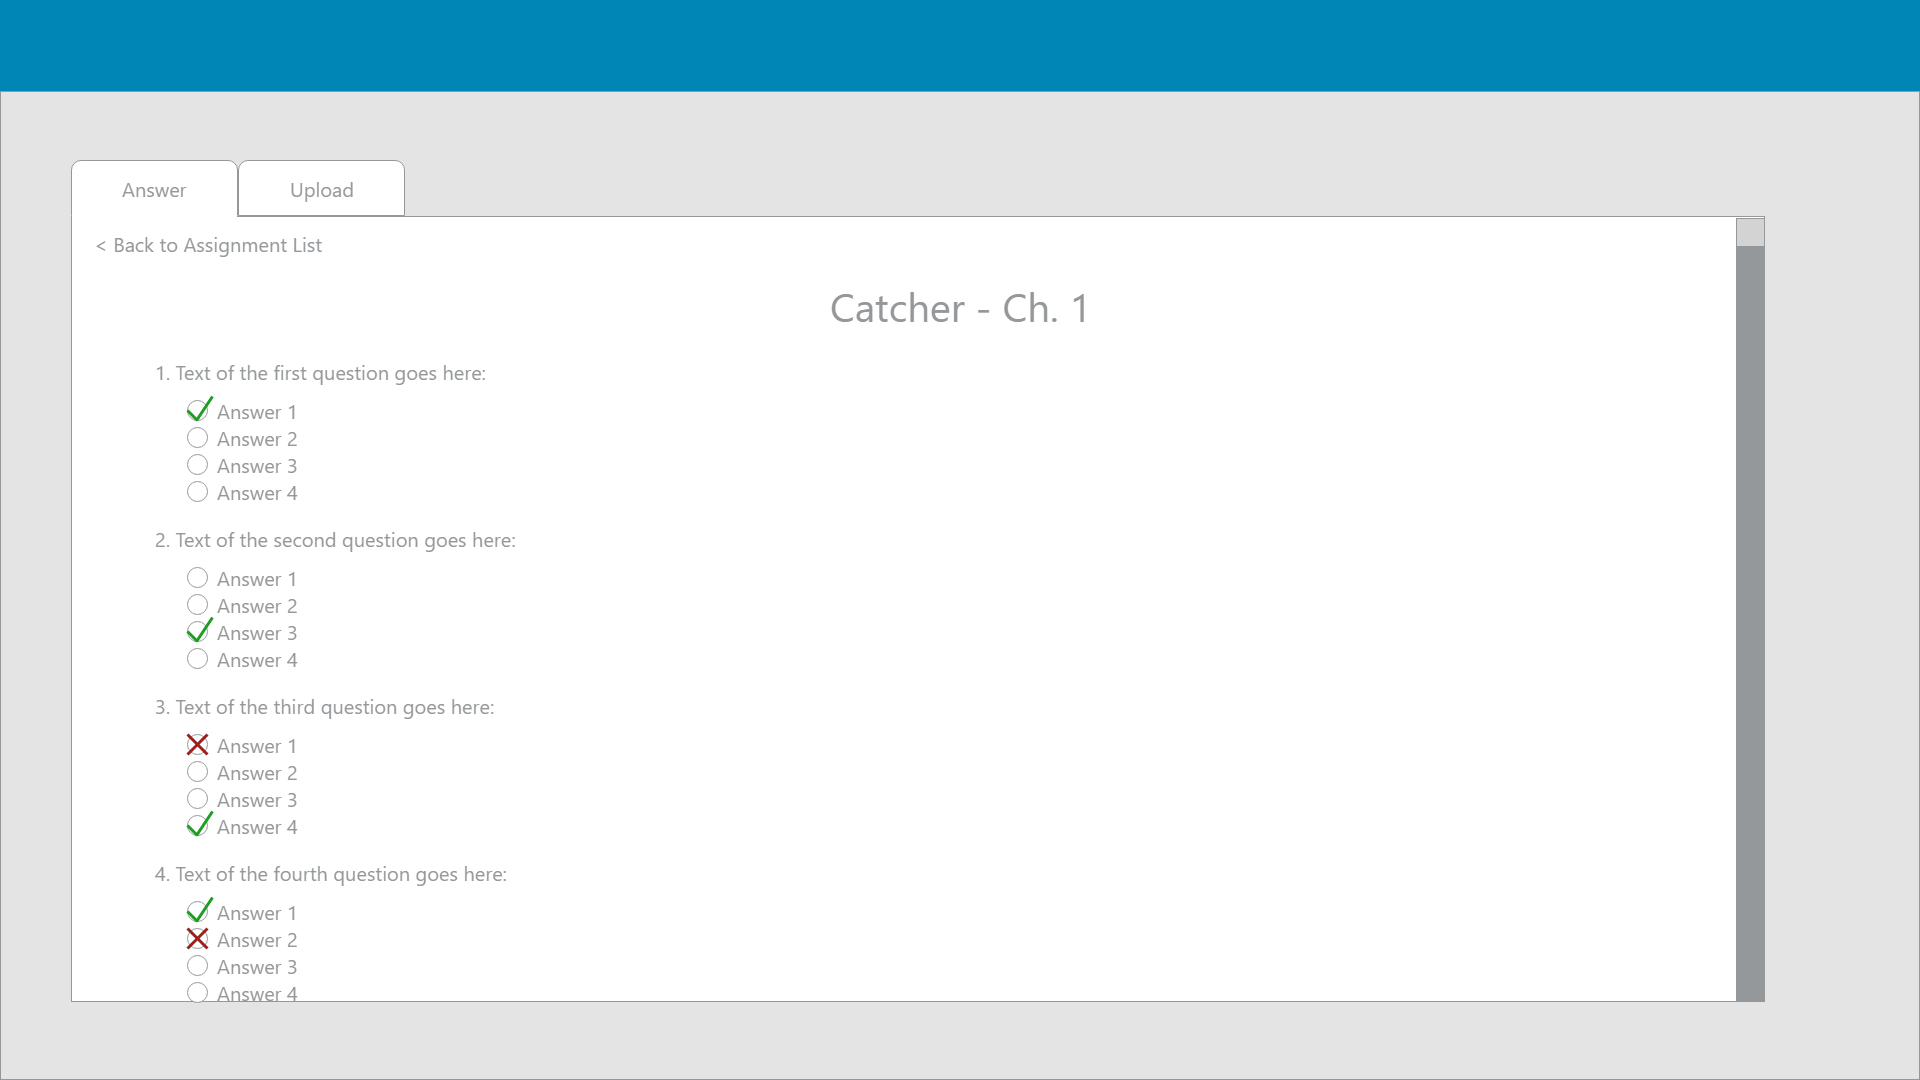 Answer
Upload
< Back to Assignment List
Catcher - Ch. 1
1. Text of the first question goes here:
Answer 1
Answer 2
Answer 3
Answer 4
2. Text of the second question goes here:
Answer 1
Answer 2
Answer 3
Answer 4
3. Text of the third question goes here:
Answer 1
Answer 2
Answer 3
Answer 4
4. Text of the fourth question goes here:
Answer 1
Answer 2
Answer 3
Answer 4